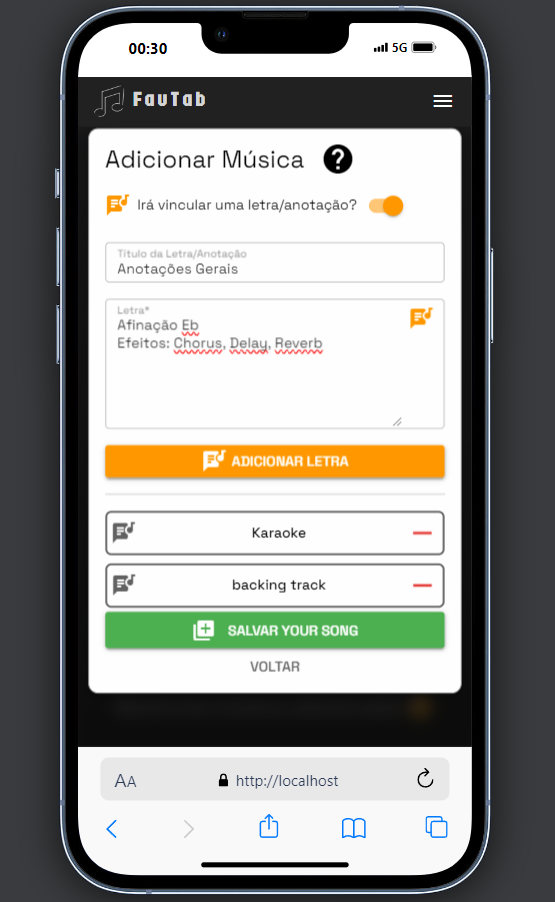 00:30
5G
FavTab
Adicionar Música ?
Irá vincular uma letra/anotação?
Título da Letra/Anotação
Anotações Gerais
Letra*
Afinação Eb
Efeitos: Chorus, Delay, Reverb
ADICIONAR LETRA
Karaoke
backing track
SALVAR YOUR SONG
VOLTAR
AA
http://localhost